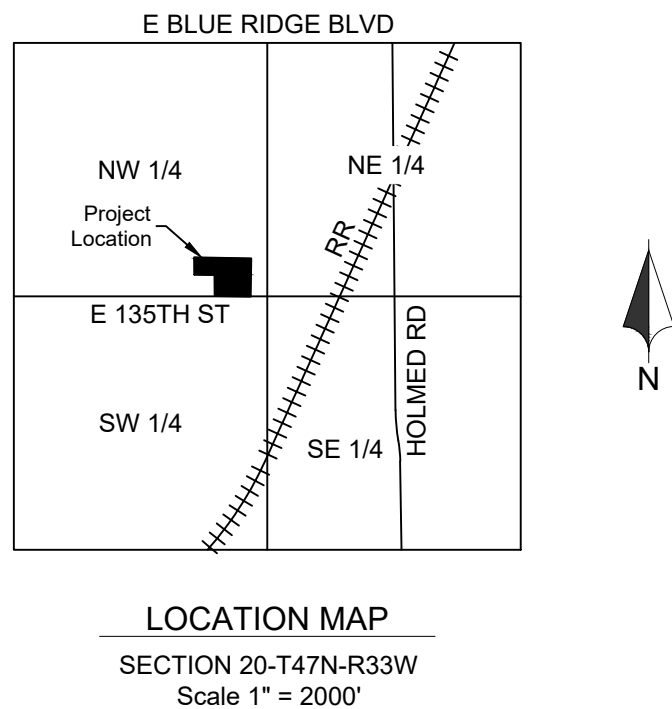 E BLUE RIDGE BLVD
NW 1/4
NE 1/4
Project
Location
RR
E 135TH ST
HOLMED RD
SW 1/4
SE 1/4
N
LOCATION MAP
SECTION 20-T47N-R33W
Scale 1" = 2000'